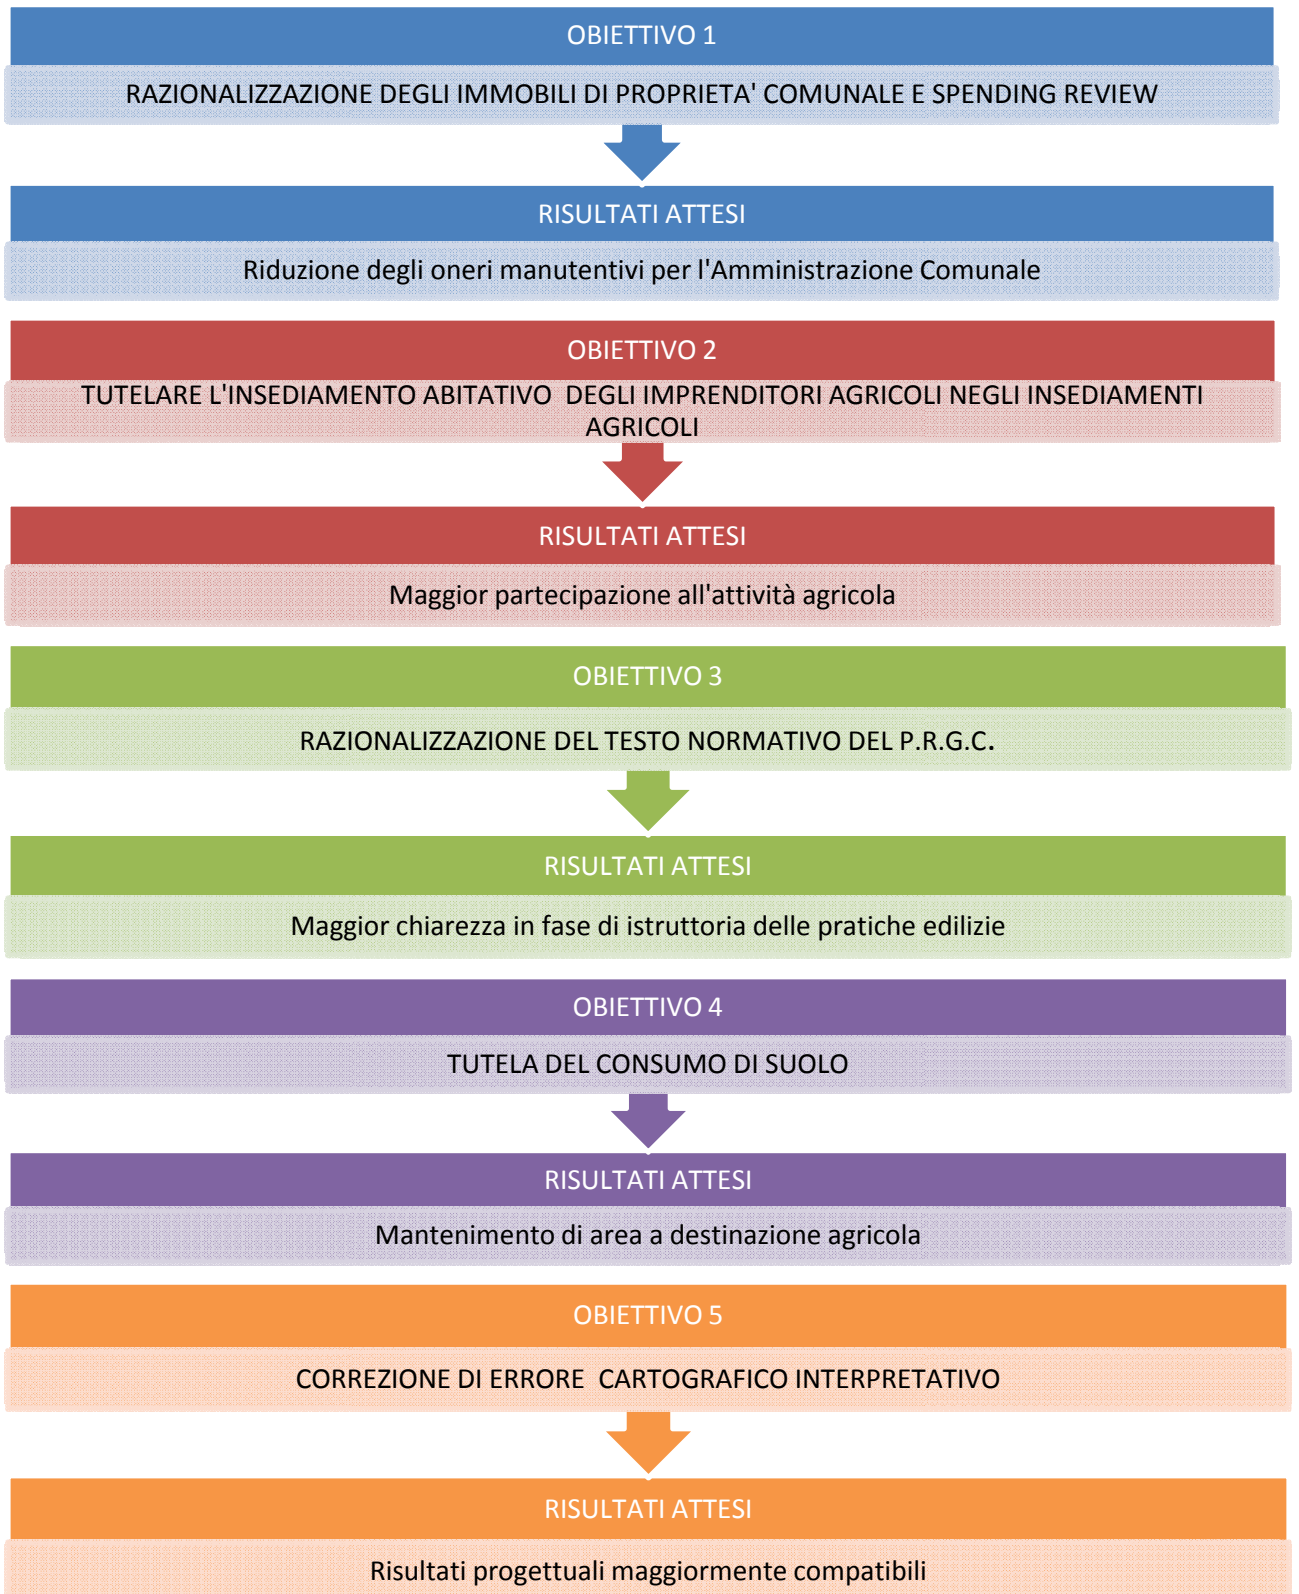 OBIETTIVO 1
RAZIONALIZZAZIONE DEGLI IMMOBILI DI PROPRIETA' COMUNALE E SPENDING REVIEW
RISULTATI ATTESI
Riduzione degli oneri manutentivi per l'Amministrazione Comunale
OBIETTIVO 2
TUTELARE L'INSEDIAMENTO ABITATIVO  DEGLI IMPRENDITORI AGRICOLI NEGLI INSEDIAMENTI
AGRICOLI
RISULTATI ATTESI
Maggior partecipazione all'attività agricola
OBIETTIVO 3
RAZIONALIZZAZIONE DEL TESTO NORMATIVO DEL P.R.G.C.
RISULTATI ATTESI
Maggior chiarezza in fase di istruttoria delle pratiche edilizie
OBIETTIVO 4
TUTELA DEL CONSUMO DI SUOLO
RISULTATI ATTESI
Mantenimento di area a destinazione agricola
OBIETTIVO 5
CORREZIONE DI ERRORE  CARTOGRAFICO INTERPRETATIVO
RISULTATI ATTESI
Risultati progettuali maggiormente compatibili